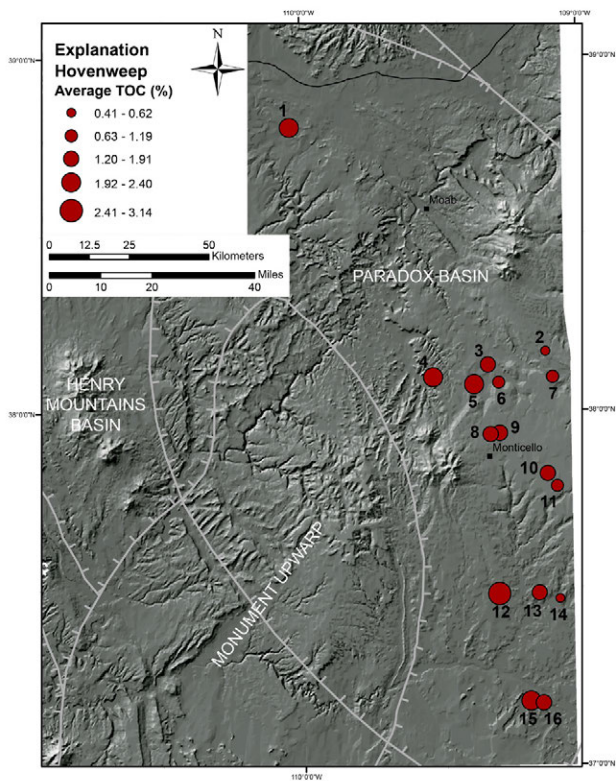 110°0'0"W
109°0'0"W
39°0'0"N
39°0'0"N
Explanation
Hovenweep
Average TOC (%)
0.41 - 0.62
0.63 - 1.19
1.20 - 1.91
1.92 - 2.40
2.41 - 3.14
N
0 12.5 25 50
Kilometers
0 10 20 40
Miles
1
Moab
PARADOX BASIN
2
3
4
5
6
7
HENRY
MOUNTAINS
BASIN
38°0'0"N
38°0'0"N
8
9
Monticello
10
11
MONUMENT UPWARP
12
13
14
15
16
37°0'0"N
110°0'0"W